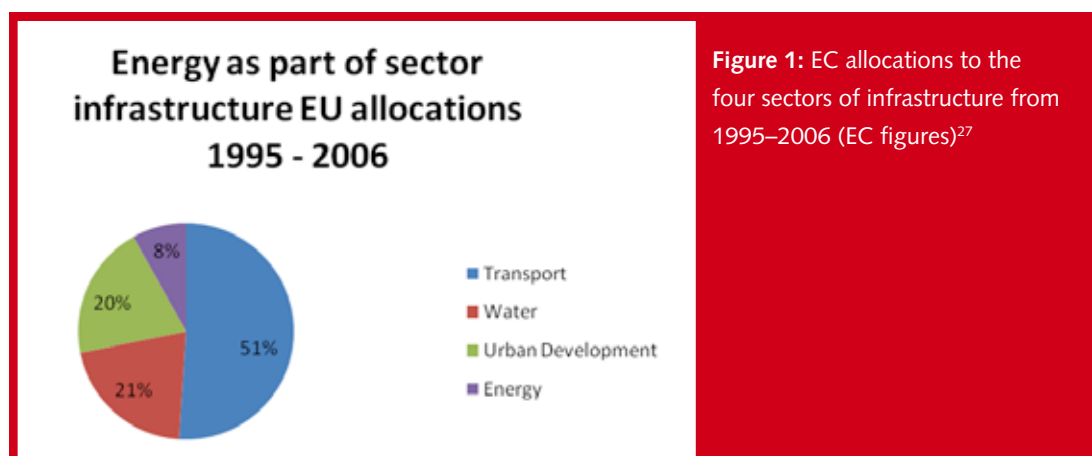 Energy as part of sector
infrastructure EU allocations
1995 - 2006
8%
20%
51%
21%
Transport
Water
Urban Development
Energy
Figure 1: EC allocations to the
four sectors of infrastructure from
1995–2006 (EC figures)27